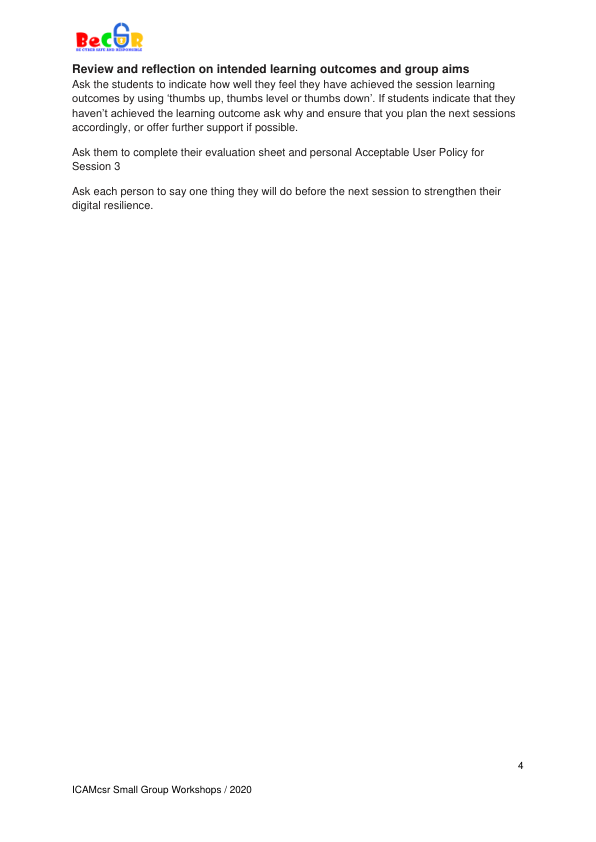 BeCSR
BE CYBER SAFE AND RESPONSIBLE
Review and reflection on intended learning outcomes and group aims
Ask the students to indicate how well they feel they have achieved the session learning
outcomes by using ‘thumbs up, thumbs level or thumbs down’. If students indicate that they
haven’t achieved the learning outcome ask why and ensure that you plan the next sessions
accordingly, or offer further support if possible.
Ask them to complete their evaluation sheet and personal Acceptable User Policy for
Session 3
Ask each person to say one thing they will do before the next session to strengthen their
digital resilience.
4
ICAMcsr Small Group Workshops / 2020